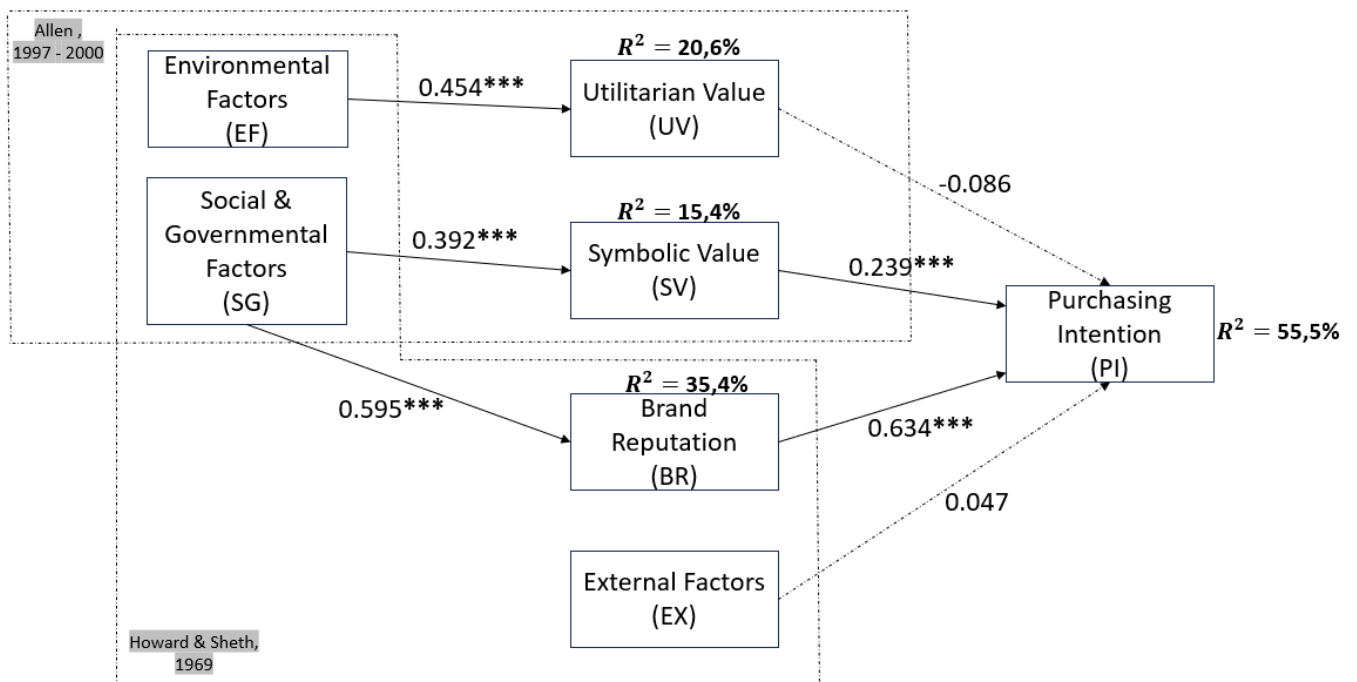 Allen ,
1997 - 2000
Environmental
Factors
(EF)
0.454***
R² = 20,6%
Utilitarian Value
(UV)
-0.086
Social &
Governmental
Factors
(SG)
0.392***
R² = 15,4%
Symbolic Value
(SV)
0.239***
Purchasing
Intention
(PI)
R² = 55,5%
0.595***
R² = 35,4%
Brand
Reputation
(BR)
0.634***
0.047
External Factors
(EX)
Howard & Sheth,
1969